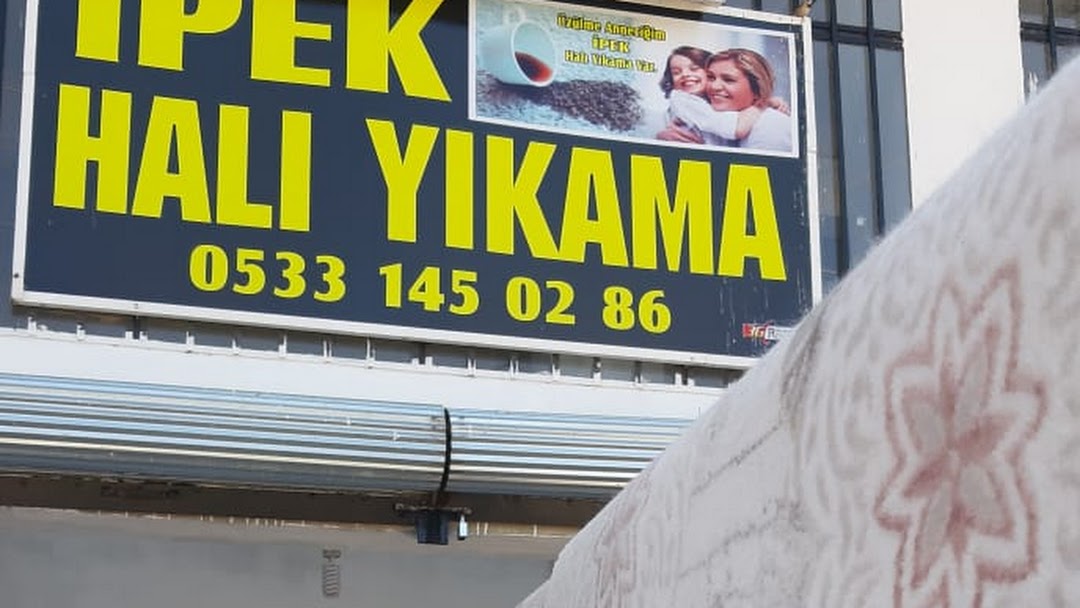 İPEK
Üzülme Anneciğim
İPEK
Halı Yıkama Var.
HALI YIKAMA
0533 145 02 86